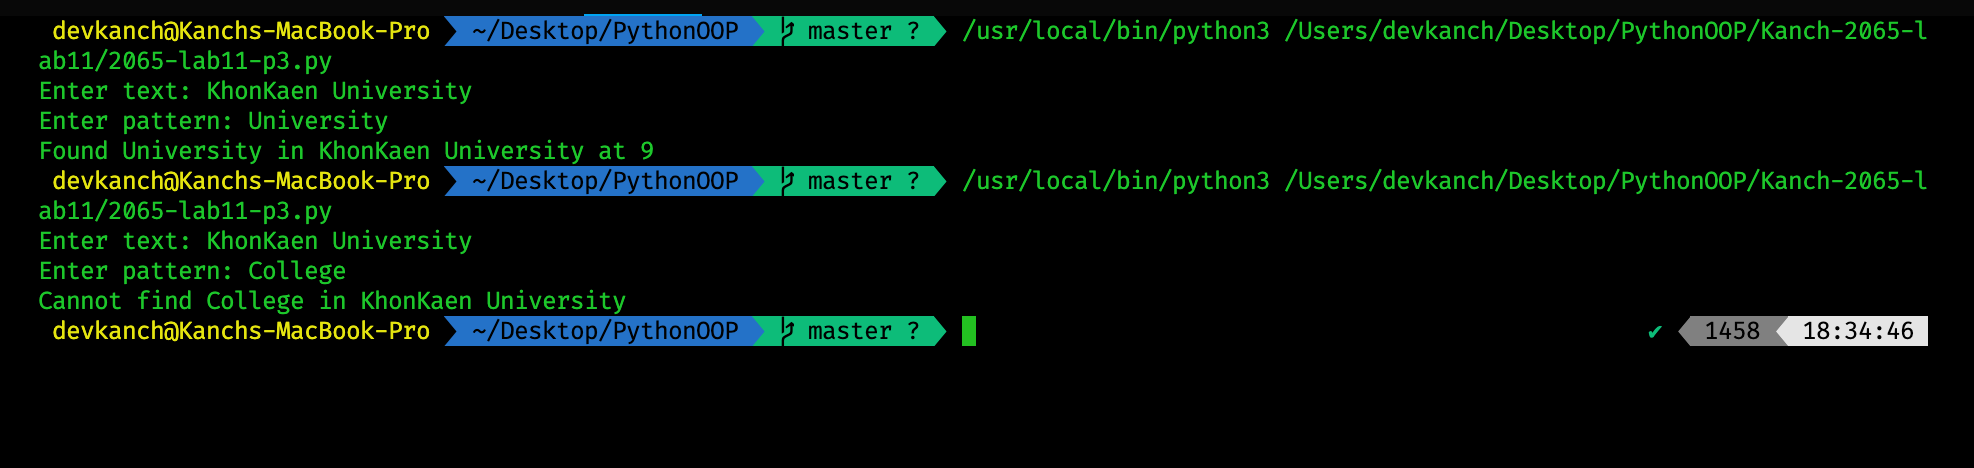 devkanch@Kanchs-MacBook-Pro ~/Desktop/PythonOOP master ? /usr/local/bin/python3 /Users/devkanch/Desktop/PythonOOP/Kanch-2065-l
ab11/2065-lab11-p3.py
Enter text: KhonKaen University
Enter pattern: University
Found University in KhonKaen University at 9
devkanch@Kanchs-MacBook-Pro ~/Desktop/PythonOOP master ? /usr/local/bin/python3 /Users/devkanch/Desktop/PythonOOP/Kanch-2065-l
ab11/2065-lab11-p3.py
Enter text: KhonKaen University
Enter pattern: College
Cannot find College in KhonKaen University
devkanch@Kanchs-MacBook-Pro ~/Desktop/PythonOOP master ? ✔ 1458 18:34:46